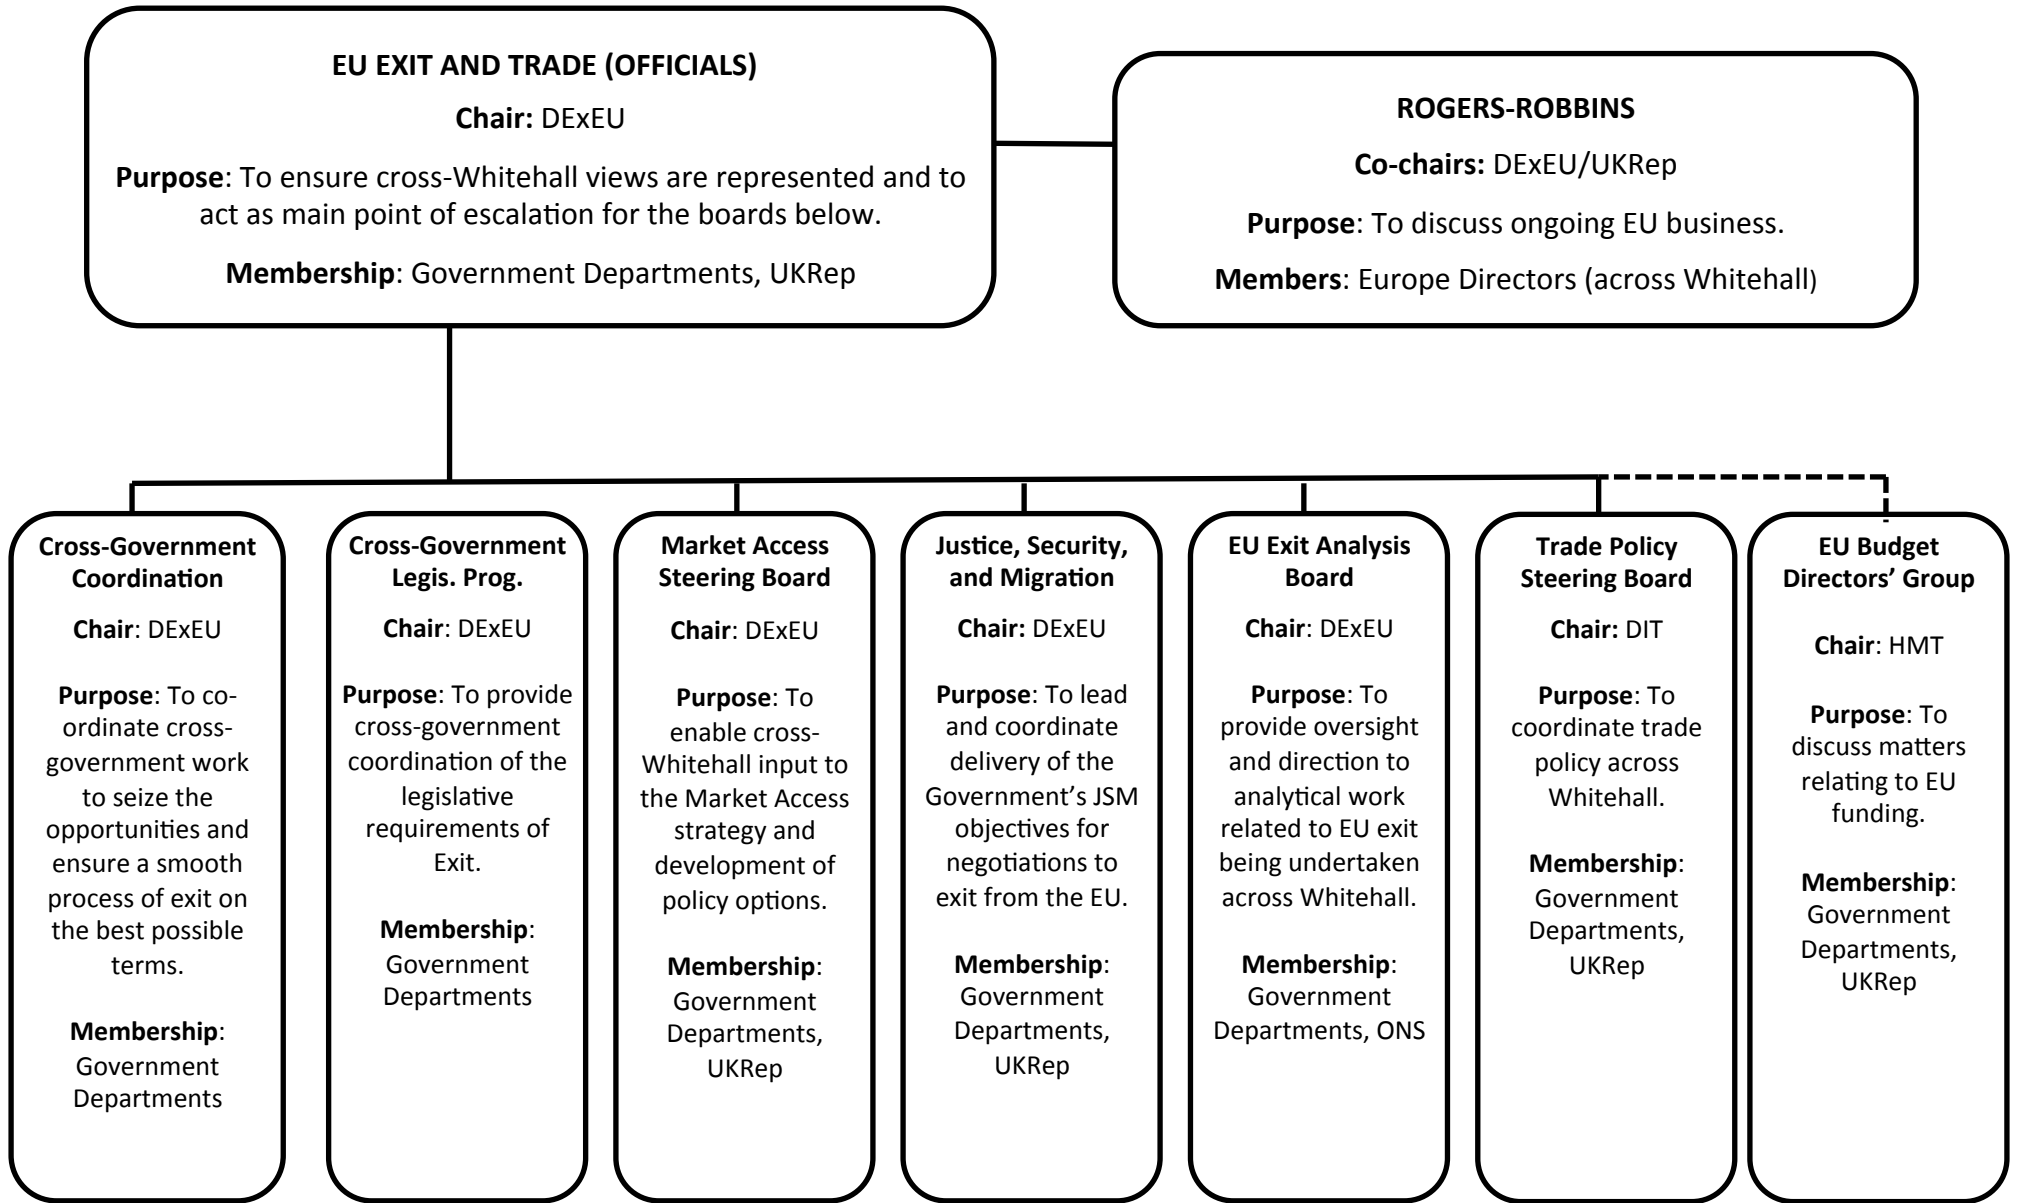 EU EXIT AND TRADE (OFFICIALS)
Chair: DExEU
Purpose: To ensure cross-Whitehall views are represented and to
act as main point of escalation for the boards below.
Membership: Government Departments, UKRep
ROGERS-ROBBINS
Co-chairs: DExEU/UKRep
Purpose: To discuss ongoing EU business.
Members: Europe Directors (across Whitehall)
Cross-Government
Coordination
Chair: DExEU
Purpose: To co-
ordinate cross-
government work
to seize the
opportunities and
ensure a smooth
process of exit on
the best possible
terms.
Membership:
Government
Departments
Cross-Government
Legis. Prog.
Chair: DExEU
Purpose: To provide
cross-government
coordination of the
legislative
requirements of
Exit.
Membership:
Government
Departments
Market Access
Steering Board
Chair: DExEU
Purpose: To
enable cross-
Whitehall input to
the Market Access
strategy and
development of
policy options.
Membership:
Government
Departments,
UKRep
Justice, Security,
and Migration
Chair: DExEU
Purpose: To lead
and coordinate
delivery of the
Government’s JSM
objectives for
negotiations to
exit from the EU.
Membership:
Government
Departments,
UKRep
EU Exit Analysis
Board
Chair: DExEU
Purpose: To
provide oversight
and direction to
analytical work
related to EU exit
being undertaken
across Whitehall.
Membership:
Government
Departments, ONS
Trade Policy
Steering Board
Chair: DIT
Purpose: To
coordinate trade
policy across
Whitehall.
Membership:
Government
Departments,
UKRep
EU Budget
Directors’ Group
Chair: HMT
Purpose: To
discuss matters
relating to EU
funding.
Membership:
Government
Departments,
UKRep